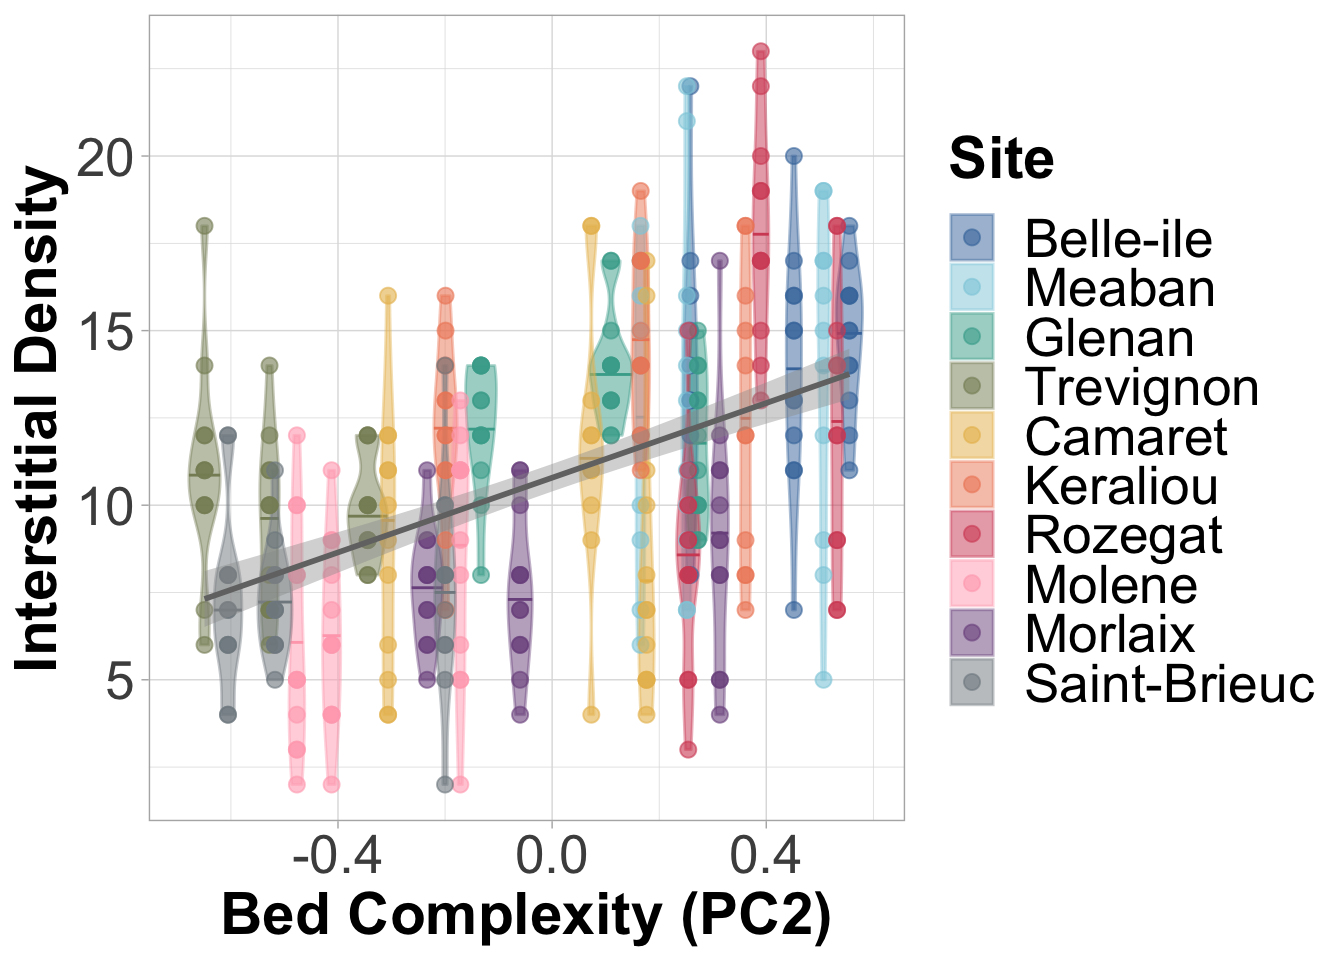 Interstitial Density
20
15
10
5
-0.4
0.0
0.4
Bed Complexity (PC2)
Site
Belle-ile
Meaban
Glenan
Trevignon
Camaret
Keraliou
Rozegat
Molene
Morlaix
Saint-Brieuc